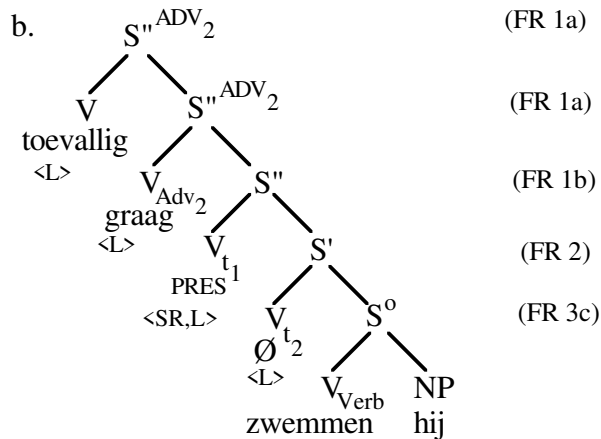 b. S"ADV2 (FR 1a)
V S"ADV2 (FR 1a)
toevallig
<L> VAdv2 S" (FR 1b)
graag
<L> Vt1 S' (FR 2)
PRES
<SR,L> Vt2 So (FR 3c)
Ø
<L> VVerb NP
zwemmen hij